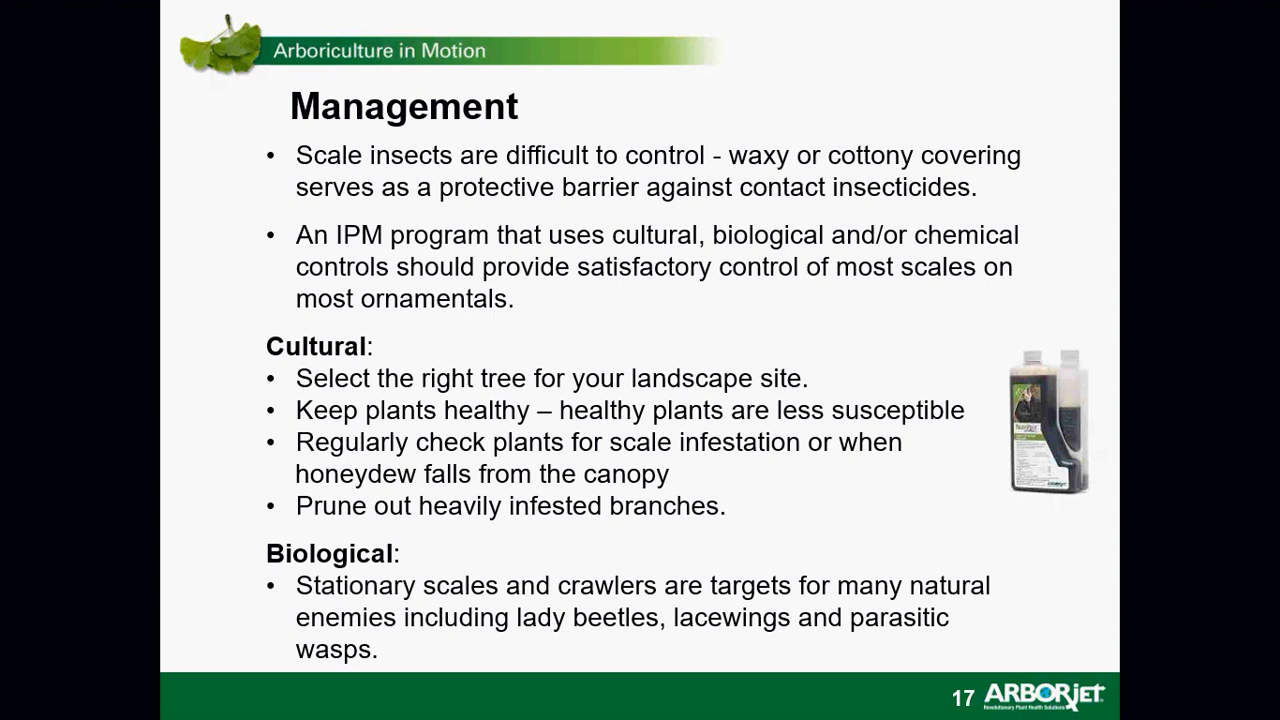 Arboriculture in Motion
Management
• Scale insects are difficult to control - waxy or cottony covering
serves as a protective barrier against contact insecticides.
• An IPM program that uses cultural, biological and/or chemical
controls should provide satisfactory control of most scales on
most ornamentals.
Cultural:
• Select the right tree for your landscape site.
• Keep plants healthy – healthy plants are less susceptible
• Regularly check plants for scale infestation or when
honeydew falls from the canopy
• Prune out heavily infested branches.
Biological:
• Stationary scales and crawlers are targets for many natural
enemies including lady beetles, lacewings and parasitic
wasps.
17 ARBORjET
Revolutionary Plant Health Solutions